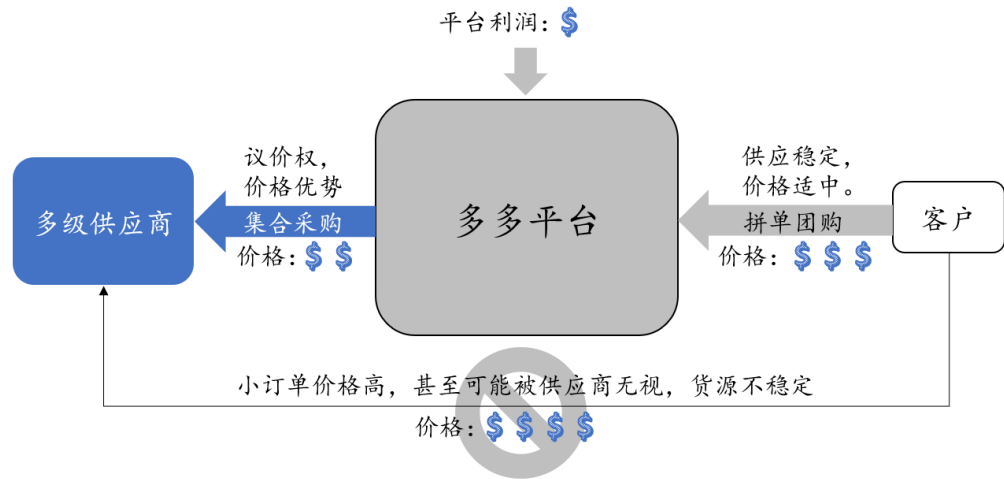 平台利润：$
议价权，
价格优势
集合采购
价格：$ $
多级供应商
多多平台
供应稳定，
价格适中。
拼单团购
价格：$ $ $
客户
小订单价格高，甚至可能被供应商无视，货源不稳定
价格：$ $ $ $